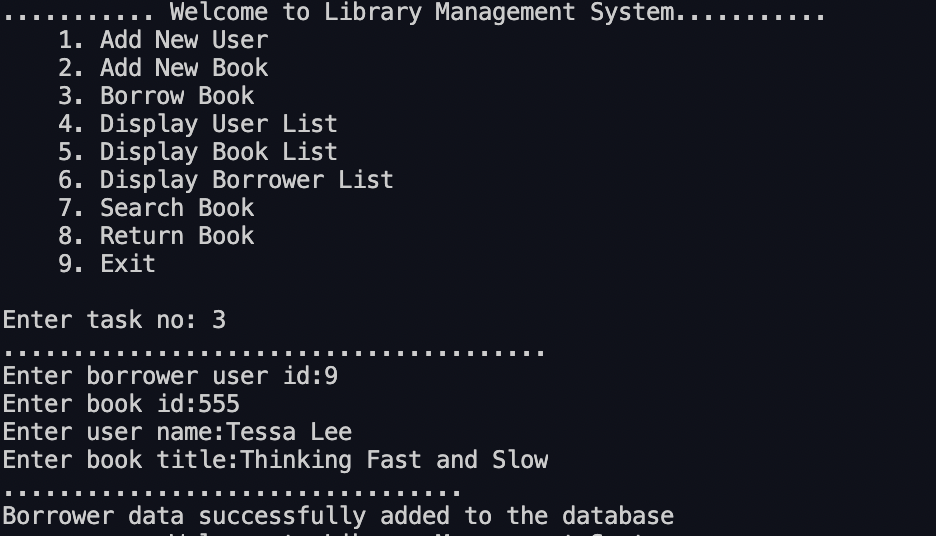 ........... Welcome to Library Management System...........
1. Add New User
2. Add New Book
3. Borrow Book
4. Display User List
5. Display Book List
6. Display Borrower List
7. Search Book
8. Return Book
9. Exit
Enter task no: 3
.......................................
Enter borrower user id:9
Enter book id:555
Enter user name:Tessa Lee
Enter book title:Thinking Fast and Slow
.................................
Borrower data successfully added to the database